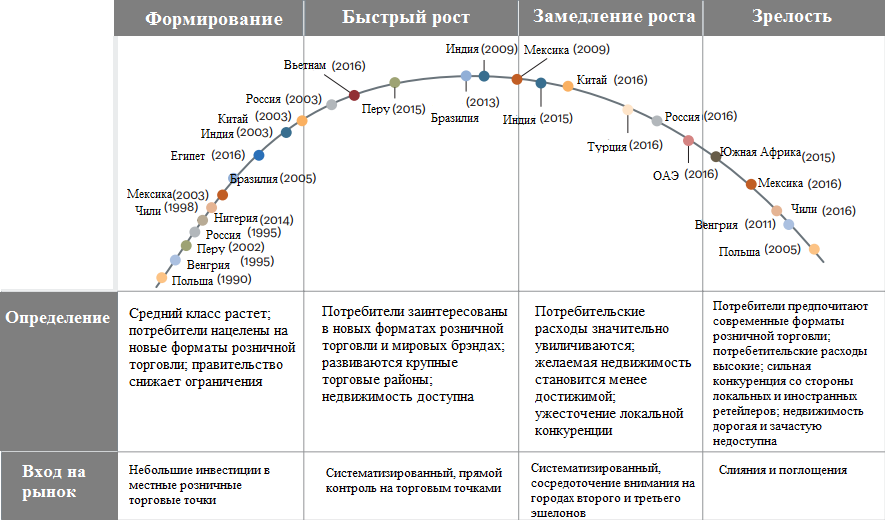 Формирование
Быстрый рост
Замедление роста
Зрелость
Индия (2009)
Мексика (2009)
Вьетнам (2016)
Китай (2016)
Россия (2003)
Перу (2015)
(2013)
Бразилия
Индия (2015)
Китай (2003)
Россия (2016)
Индия (2003)
Турция (2016)
Египет (2016)
Южная Африка (2015)
ОАЭ (2016)
Бразилия (2005)
Мексика (2016)
Мексика (2003)
Чили (1998)
Чили (2016)
Нигерия (2014)
Венгрия (2011)
Россия (1995)
Перу (2002)
Польша (2005)
Венгрия (1995)
Польша (1990)
Определение
Средний класс растет;
потребители нацелены на
новые форматы розничной
торговли; правительство
снижает ограничения
Потребители заинтересованы
в новых форматах розничной
торговли и мировых брэндах;
развиваются крупные
торговые районы;
недвижимость доступна
Потребительские
расходы значительно
увиличиваются;
желаемая недвижимость
становится менее
достижимой;
ужесточение локальной
конкуренции
Потребители предпочитают
современные форматы
розничной торговли;
потребетительские расходы
высокие; сильная
конкуренция со стороны
локальных и иностранных
ретейлеров; недвижимость
дорогая и зачастую
недоступна
Вход на
рынок
Небольшие инвестиции в
местные розничные
торговые точки
Систематизированный, прямой
контроль на торговым точками
Систематизированный,
сосредоточение внимания на
городах второго и третьего
эшелонов
Слияния и поглощения